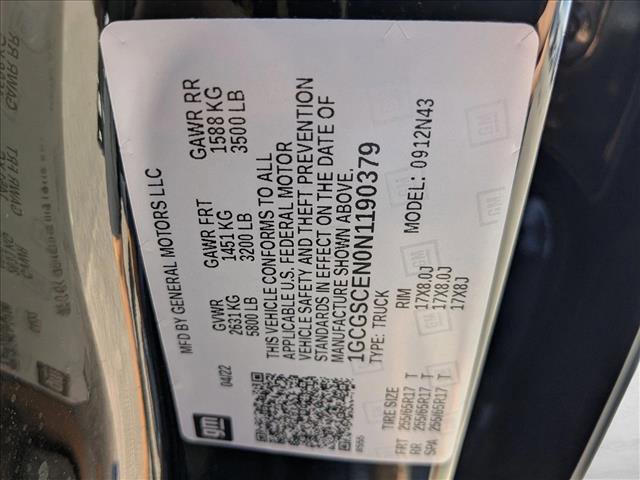 MFD BY GENERAL MOTORS LLC
gm 04/22
GVWR GAWR FRT GAWR RR
2631 KG 1451 KG 1588 KG
5800 LB 3200 LB 3500 LB
THIS VEHICLE CONFORMS TO ALL
APPLICABLE U.S. FEDERAL MOTOR
VEHICLE SAFETY AND THEFT PREVENTION
STANDARDS IN EFFECT ON THE DATE OF
MANUFACTURE SHOWN ABOVE.
1GCGSCEN0N1190379
TYPE: TRUCK MODEL: 0912N43
TIRE SIZE RIM
FRT 255/65R17 T 17X8.0J
RR 255/65R17 T 17X8.0J
SPA 255/65R17 T 17X8J